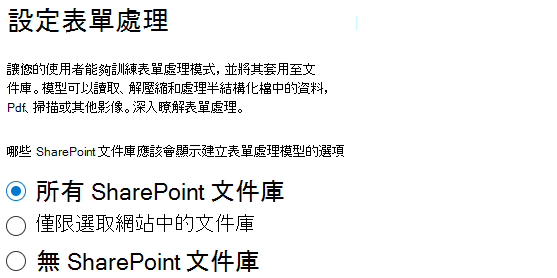 設定表單處理
讓您的使用者能夠訓練表單處理模式，並將其套用至文
件庫。模型可以讀取、解壓縮和處理半結構化檔中的資料，
Pdf、掃描或其他影像。深入瞭解表單處理。
哪些 SharePoint 文件庫應該會顯示建立表單處理模型的選項
所有 SharePoint 文件庫
僅限選取網站中的文件庫
無 SharePoint 文件庫